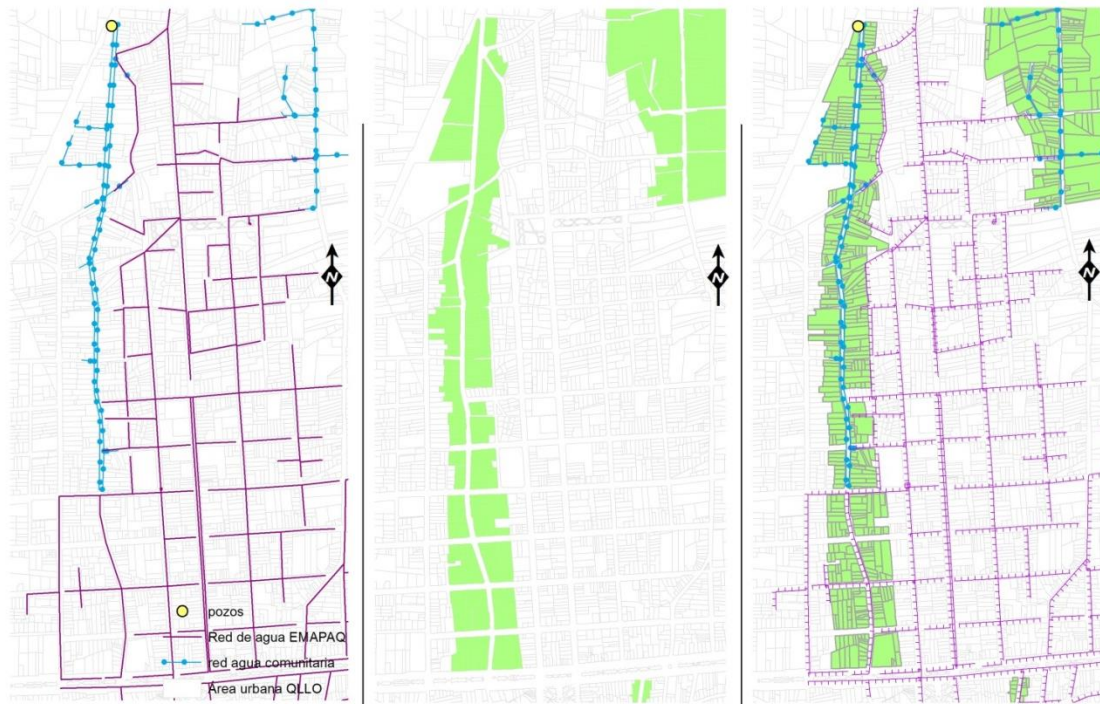 N
N
N
pozos
Red de agua EMAPAQ
red agua comunitaria
Área urbana QLLO